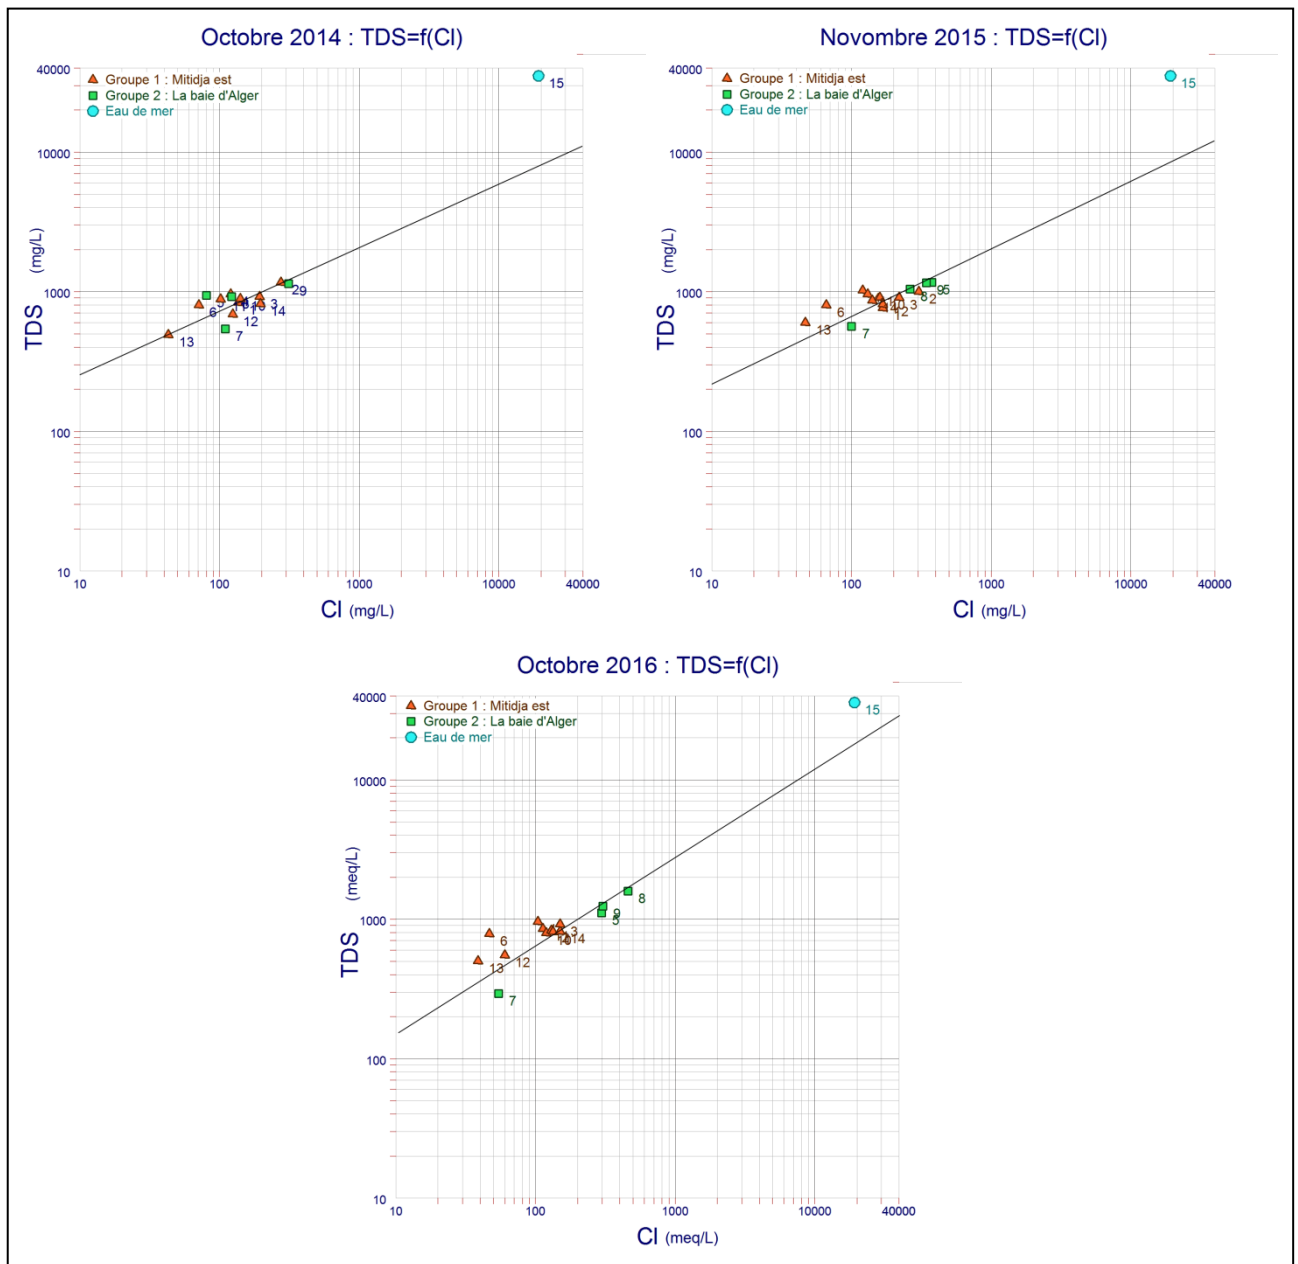 Octobre 2014 : TDS=f(Cl)
40000
Groupe 1 : Mitidja est
Groupe 2 : La baie d'Alger
Eau de mer
15
10000
TDS (mg/L)
1000
29
3
14
6
12
7
13
100
10
10 100 1000 10000 40000
Cl (mg/L)
Novombre 2015 : TDS=f(Cl)
40000
Groupe 1 : Mitidja est
Groupe 2 : La baie d'Alger
Eau de mer
15
10000
TDS (mg/L)
1000
8
95
2
3
6
12
13
7
100
10
10 100 1000 10000 40000
Cl (mg/L)
Octobre 2016 : TDS=f(Cl)
40000
Groupe 1 : Mitidja est
Groupe 2 : La baie d'Alger
Eau de mer
15
10000
TDS (meq/L)
1000
8
9
5
3
14
6
13
12
7
100
10
10 100 1000 10000 40000
Cl (meq/L)